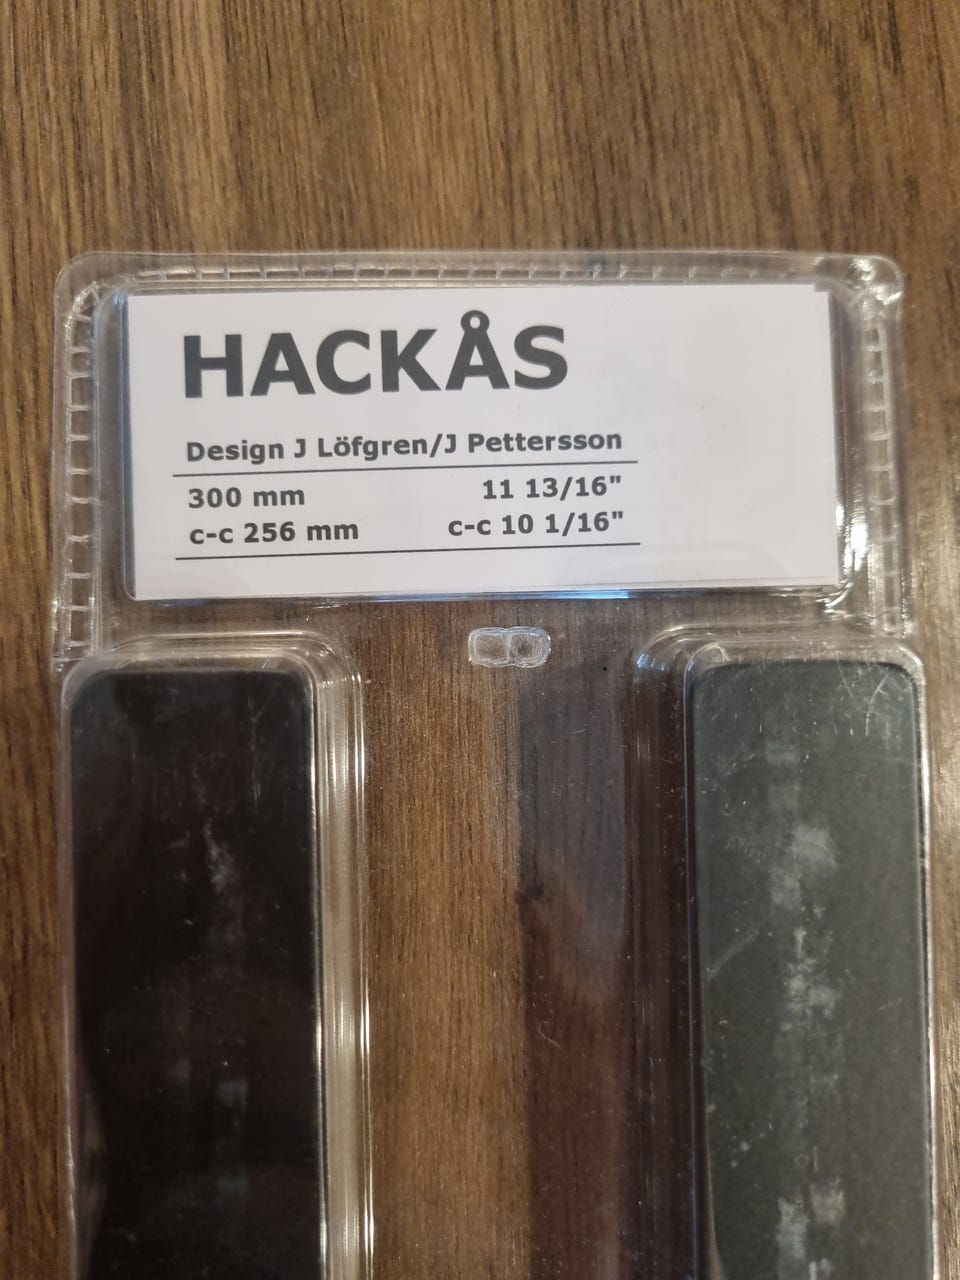 HACKÅS
Design J Löfgren/J Pettersson
300 mm 11 13/16"
c-c 256 mm c-c 10 1/16"